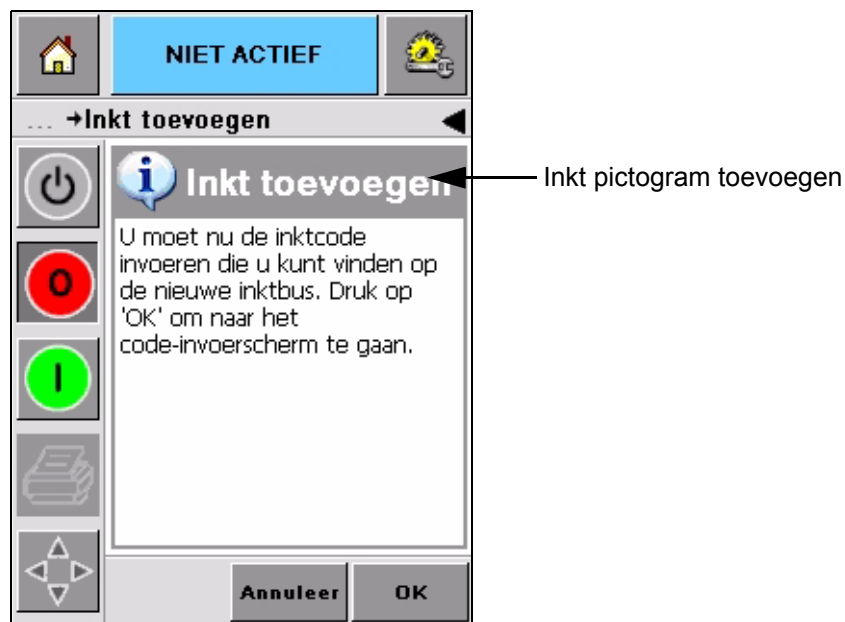 NIET ACTIEF
... →Inkt toevoegen
Inkt toevoegen
Inkt pictogram toevoegen
U moet nu de inktcode
invoeren die u kunt vinden op
de nieuwe inktbus. Druk op
'OK' om naar het
code-invoerscherm te gaan.
O
I
Annuleer
OK